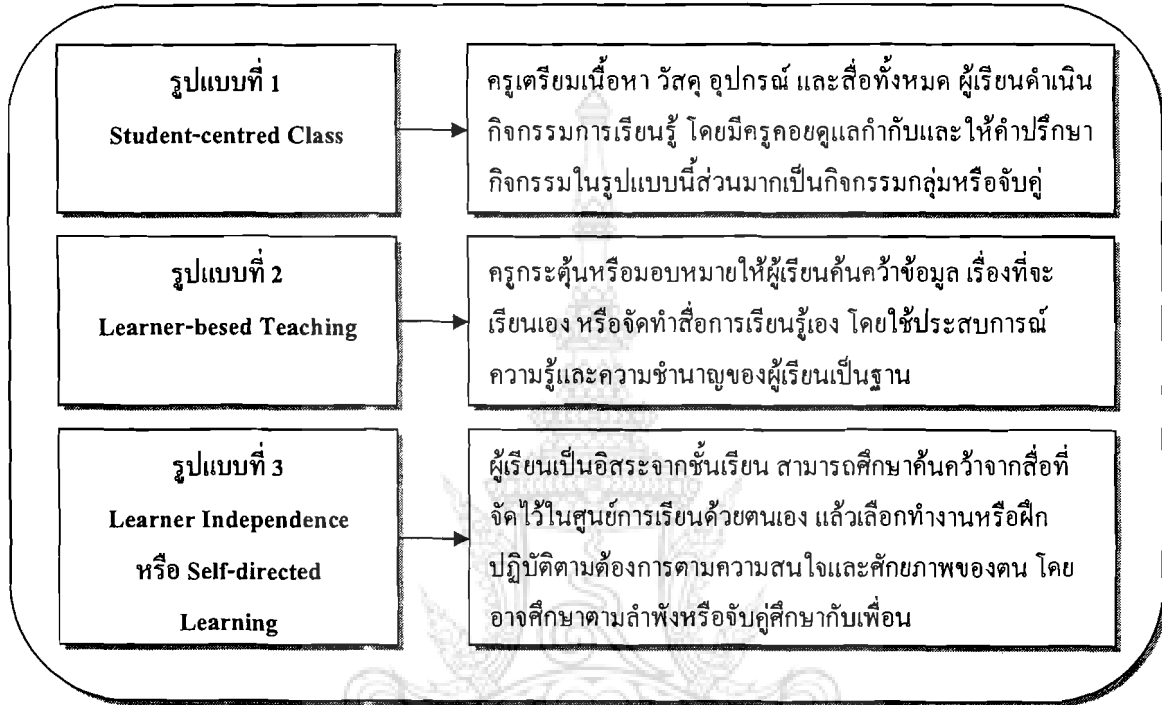 รูปแบบที่ 1
Student-centred Class
ครูเตรียมเนื้อหา วัสดุ อุปกรณ์ และสื่อทั้งหมด ผู้เรียนดำเนิน
กิจกรรมการเรียนรู้ โดยมีครูคอยดูแลกำกับและให้คำปรึกษา
กิจกรรมในรูปแบบนี้ส่วนมากเป็นกิจกรรมกลุ่มหรือจับคู่
รูปแบบที่ 2
Learner-besed Teaching
ครูกระตุ้นหรือมอบหมายให้ผู้เรียนค้นคว้าข้อมูล เรื่องที่จะ
เรียนเอง หรือจัดทำสื่อการเรียนรู้เอง โดยใช้ประสบการณ์
ความรู้และความชำนาญของผู้เรียนเป็นฐาน
รูปแบบที่ 3
Learner Independence
หรือ Self-directed
Learning
ผู้เรียนเป็นอิสระจากชั้นเรียน สามารถศึกษาค้นคว้าจากสื่อที่
จัดไว้ในศูนย์การเรียนด้วยตนเอง แล้วเลือกทำงานหรือฝึก
ปฏิบัติตามต้องการตามความสนใจและศักยภาพของตน โดย
อาจศึกษาตามลำพังหรือจับคู่ศึกษากับเพื่อน